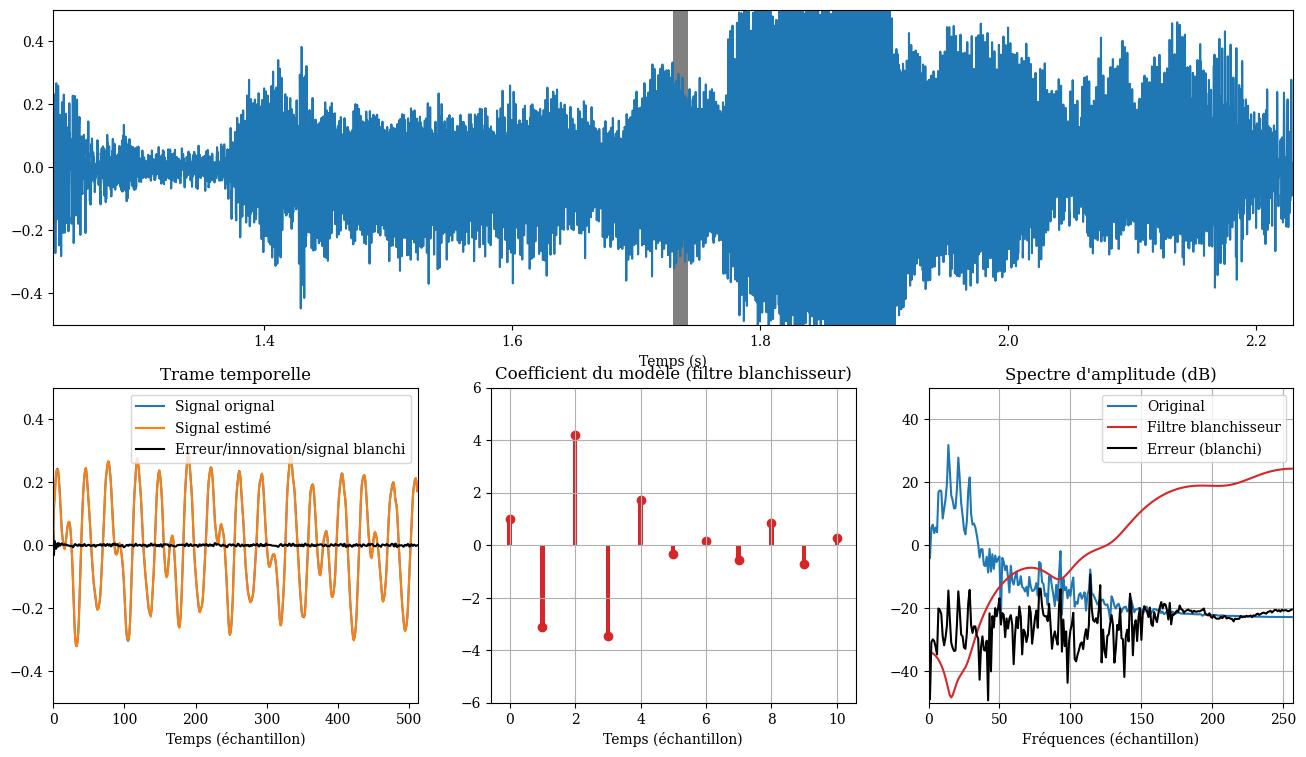 0.4
0.2
0.0
−0.2
−0.4
1.4 1.6 1.8 2.0 2.2
Temps (s)
Trame temporelle
Signal orignal
Signal estimé
Erreur/innovation/signal blanchi
0.4
0.2
0.0
−0.2
−0.4
0 100 200 300 400 500
Temps (échantillon)
Coefficient du modèle (filtre blanchisseur)
6
4
2
0
−2
−4
−6
0 2 4 6 8 10
Temps (échantillon)
Spectre d'amplitude (dB)
Original
Filtre blanchisseur
Erreur (blanchi)
40
20
0
−20
−40
0 50 100 150 200 250
Fréquences (échantillon)